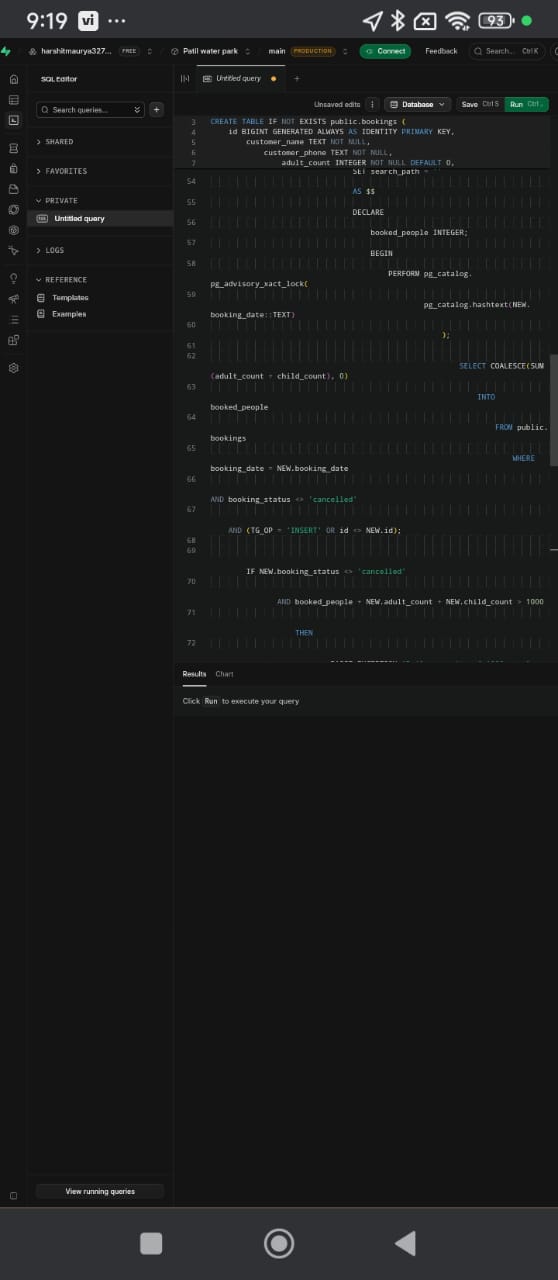 9:19 vi ... 93
harshitmaurya327... FREE / Patil water park / main PRODUCTION Connect Feedback Search... Ctrl K
SQL Editor
Untitled query
+
Unsaved edits Database Save Ctrl S Run Ctrl
Search queries...
+
SHARED
FAVORITES
PRIVATE
Untitled query
LOGS
REFERENCE
Templates
Examples
3 CREATE TABLE IF NOT EXISTS public.bookings (
4 id BIGINT GENERATED ALWAYS AS IDENTITY PRIMARY KEY,
5 customer_name TEXT NOT NULL,
6 customer_phone TEXT NOT NULL,
7 adult_count INTEGER NOT NULL DEFAULT 0,
SET search_path = ''
54
AS $$
55
DECLARE
56
booked_people INTEGER;
57
BEGIN
58
PERFORM pg_catalog.
pg_advisory_xact_lock(
59
pg_catalog.hashtext(NEW.
booking_date::TEXT)
60
);
61
62
SELECT COALESCE(SUM
(adult_count + child_count), 0)
63
INTO
booked_people
64
FROM public.
bookings
65
WHERE
booking_date = NEW.booking_date
66
AND booking_status <> 'cancelled'
67
AND (TG_OP = 'INSERT' OR id <> NEW.id);
68
69
IF NEW.booking_status <> 'cancelled'
70
AND booked_people + NEW.adult_count + NEW.child_count > 1000
71
THEN
72
Results Chart
Click Run to execute your query
View running queries